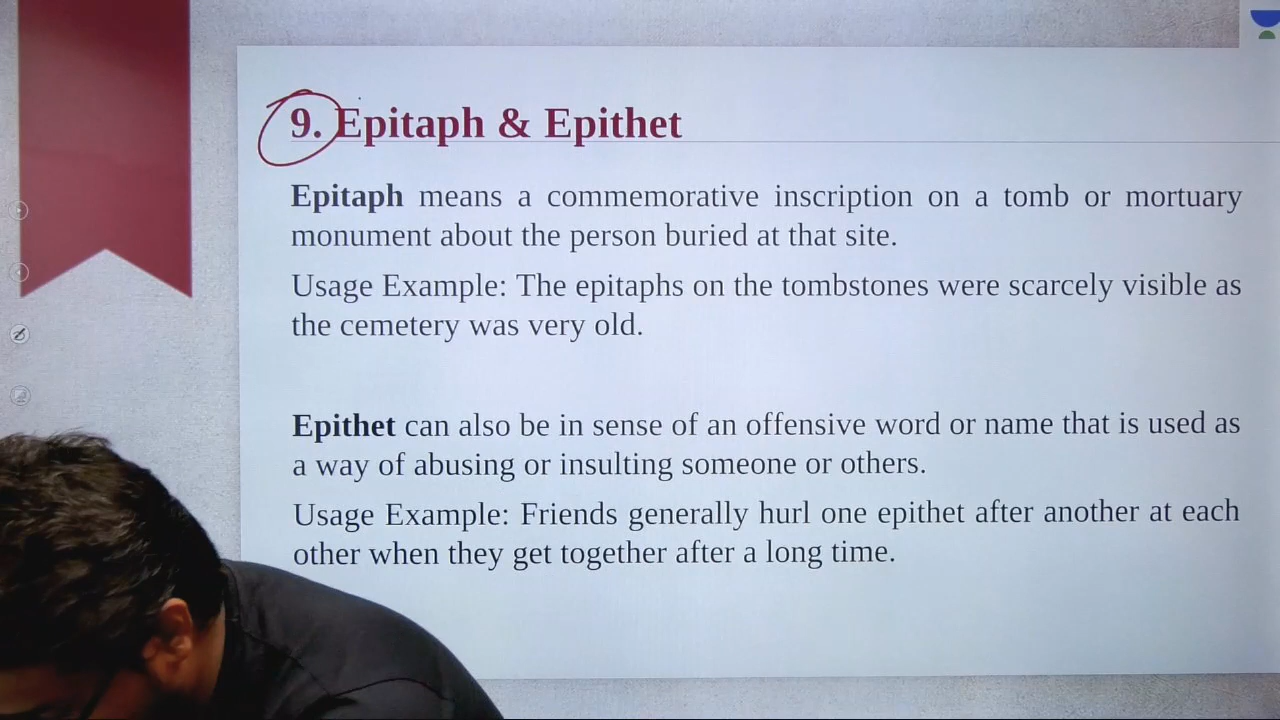 9. Epitaph & Epithet
Epitaph means a commemorative inscription on a tomb or mortuary
monument about the person buried at that site.
Usage Example: The epitaphs on the tombstones were scarcely visible as
the cemetery was very old.
Epithet can also be in sense of an offensive word or name that is used as
a way of abusing or insulting someone or others.
Usage Example: Friends generally hurl one epithet after another at each
other when they get together after a long time.